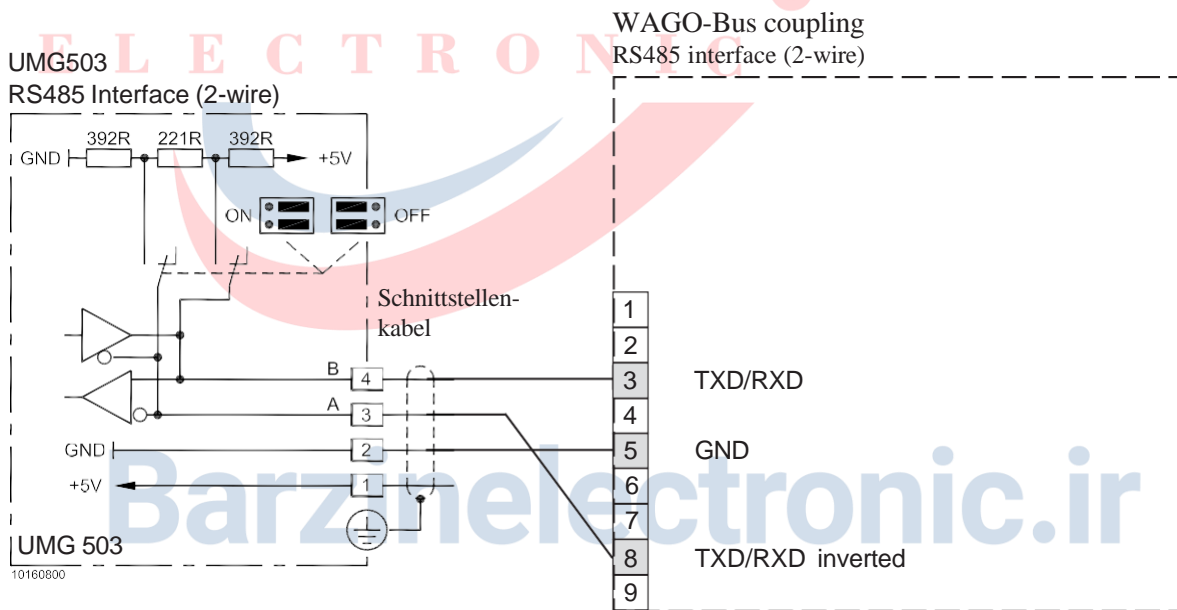 ELECTRONIC
WAGO-Bus coupling
RS485 interface (2-wire)
UMG503
RS485 Interface (2-wire)
GND 392R 221R 392R +5V
ON OFF
Schnittstellen-
kabel
1
2
B 4 3 TXD/RXD
A 3 4
GND 2 5 GND
+5V 1 6
7
8 TXD/RXD inverted
9
UMG 503
10160800
Barzinelectronic.ir